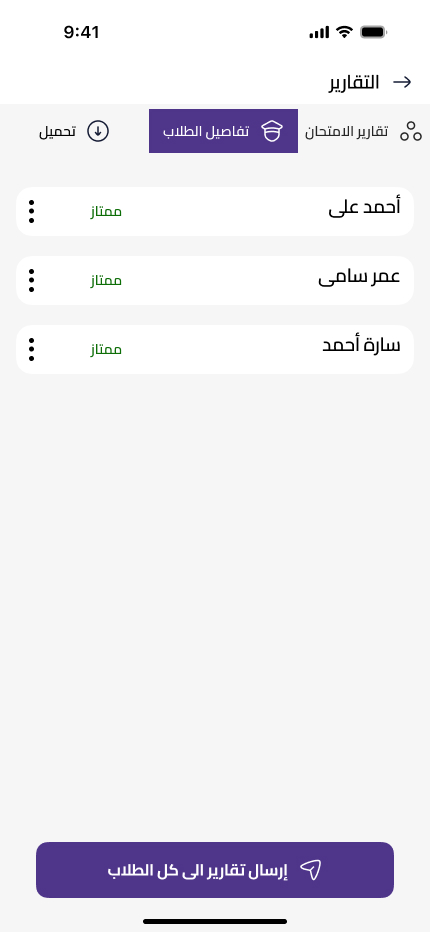 9:41
التقارير
تقارير الامتحان
تفاصيل الطلاب
تحميل
أحمد على
ممتاز
عمر سامى
ممتاز
سارة أحمد
ممتاز
إرسال تقارير الى كل الطلاب